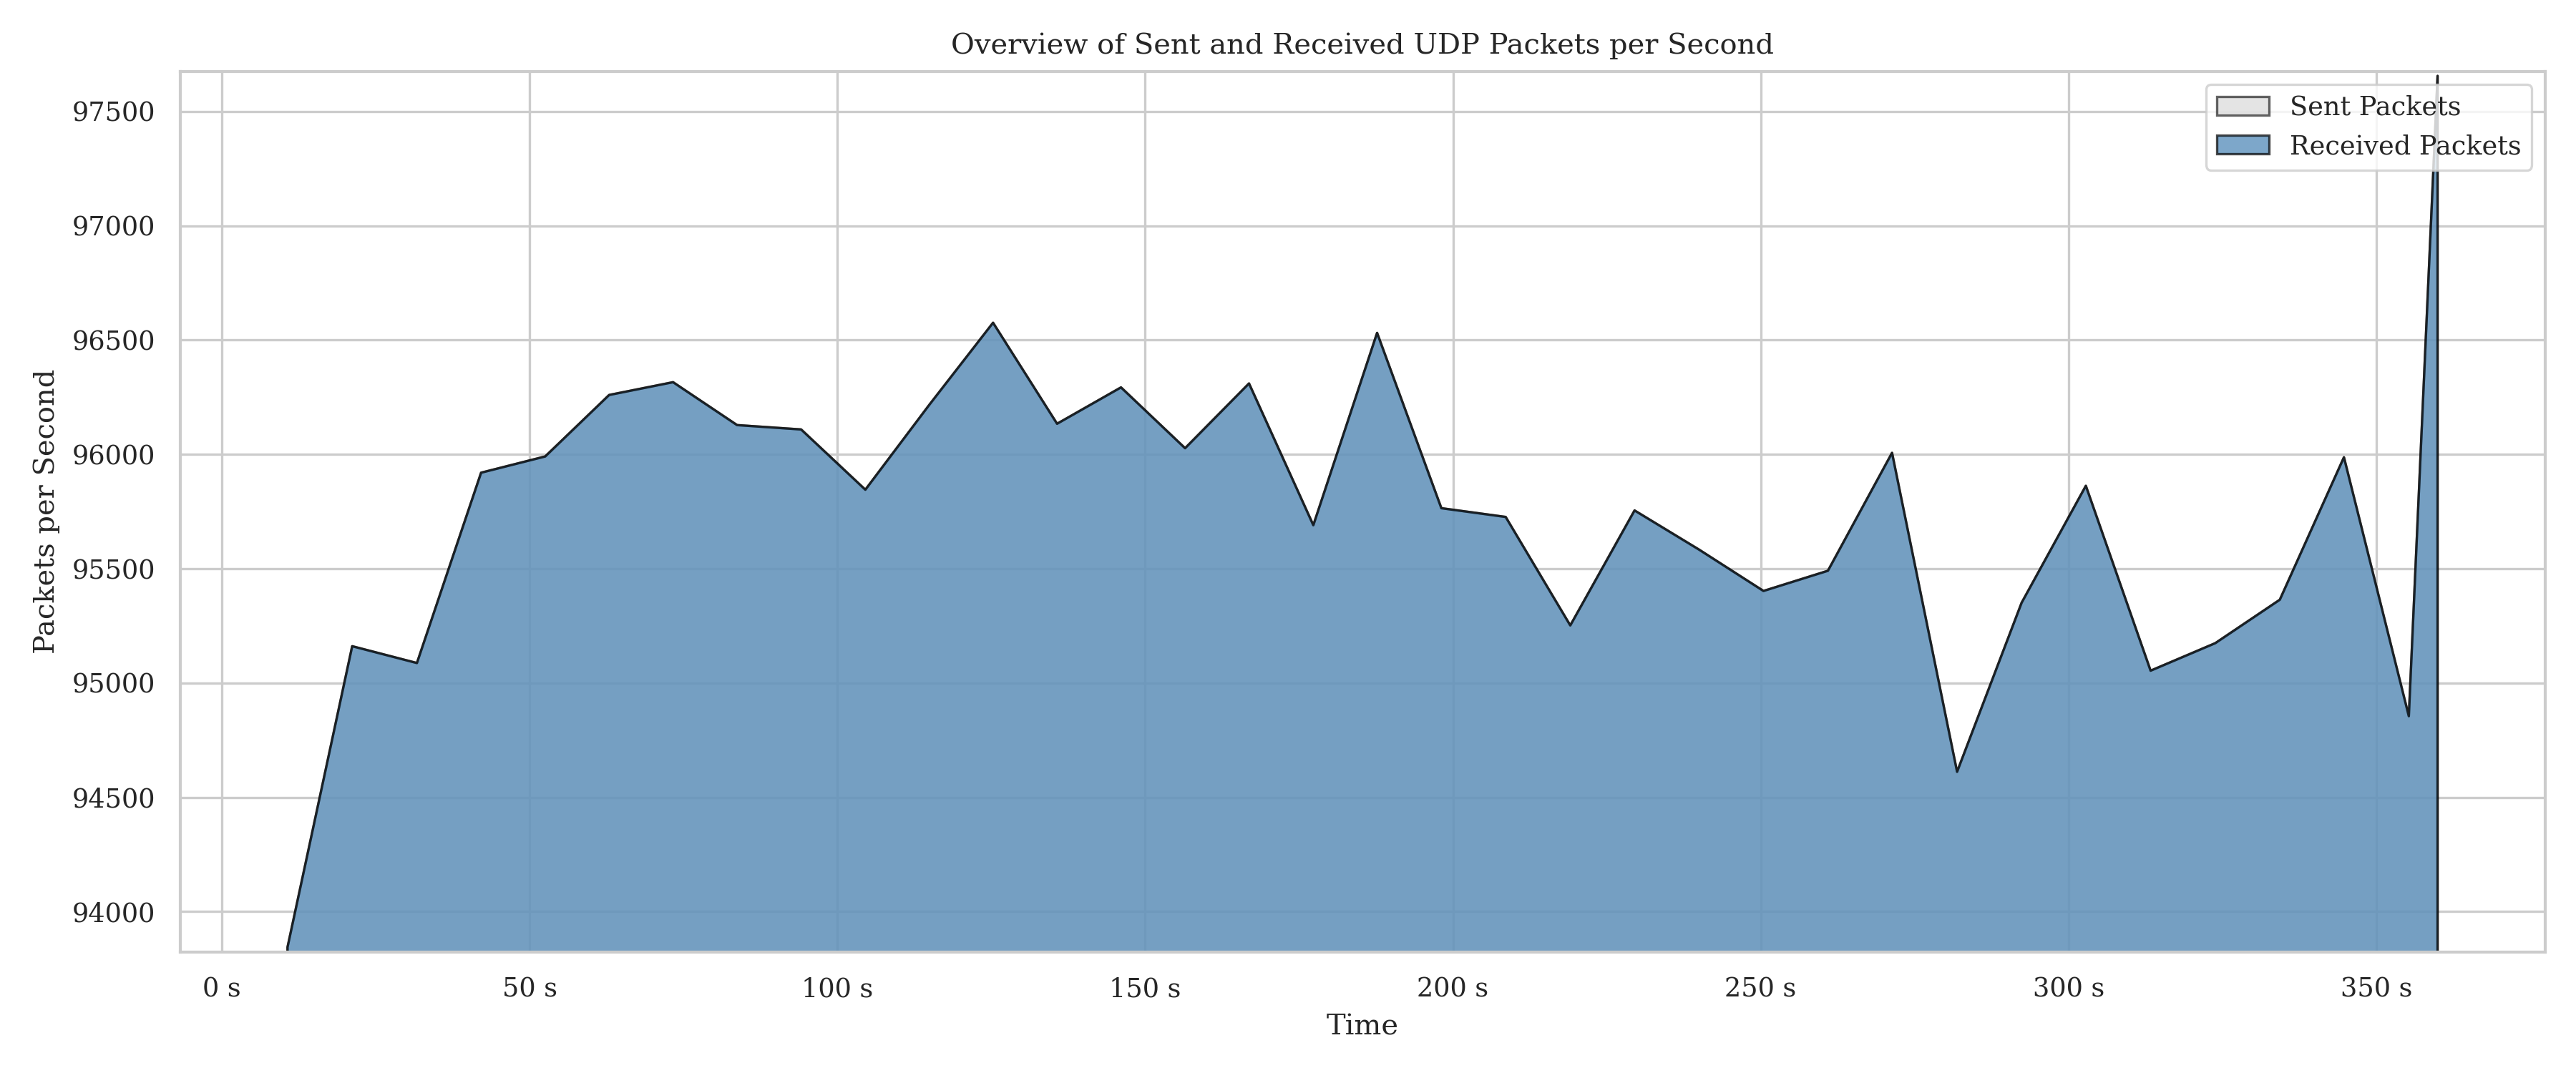 Overview of Sent and Received UDP Packets per Second
97500
97000
96500
96000
95500
95000
94500
94000
Packets per Second
Sent Packets
Received Packets
0 s 50 s 100 s 150 s 200 s 250 s 300 s 350 s
Time